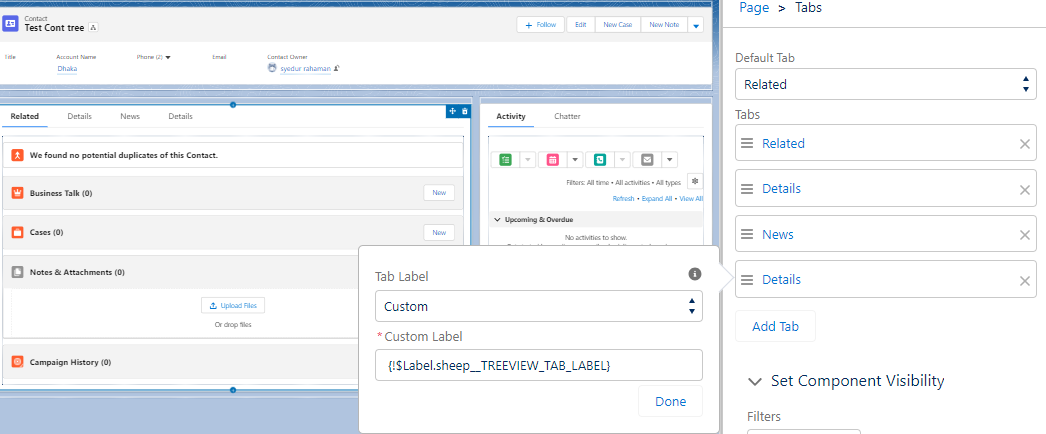 Contact
Test Cont tree
+ Follow
Edit
New Case
New Note
Title
Account Name
Phone (2)
Email
Contact Owner
Dhaka
syedur rahaman
Related
Details
News
Details
We found no potential duplicates of this Contact.
Business Talk (0)
New
Cases (0)
New
Notes & Attachments (0)
Upload Files
Or drop files
Campaign History (0)
Activity
Chatter
Filters: All time • All activities • All types
Refresh • Expand All • View All
Upcoming & Overdue
No activities to show.
Tab Label
Custom
* Custom Label
{!$Label.sheep__TREEVIEW_TAB_LABEL}
Done
Page > Tabs
Default Tab
Related
Tabs
Related
Details
News
Details
Add Tab
Set Component Visibility
Filters